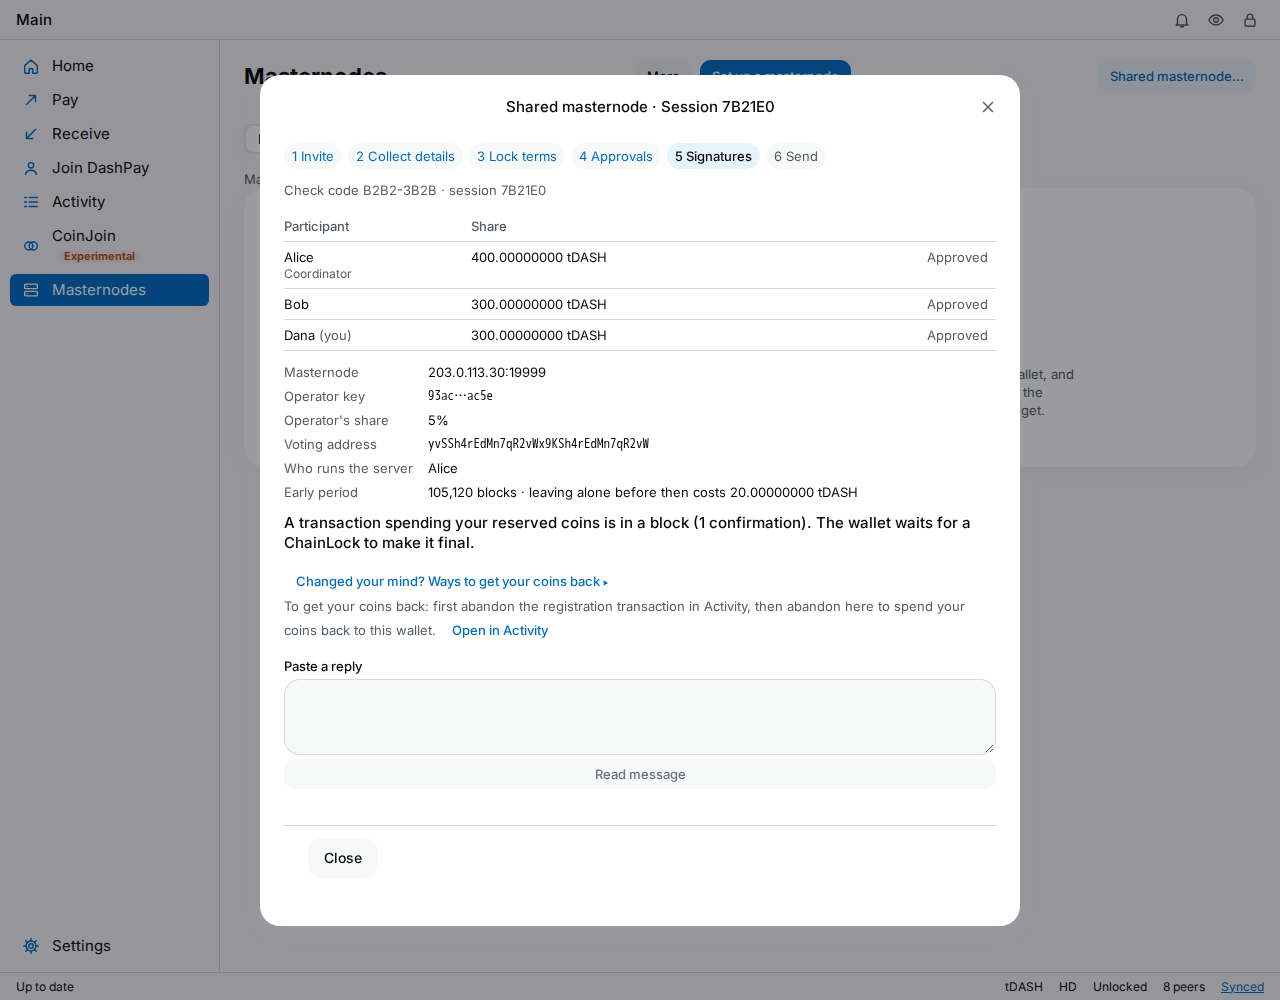 Main
Home
Pay
Receive
Join DashPay
Activity
CoinJoin
Experimental
Masternodes
Settings
Shared masternode...
Shared masternode · Session 7B21E0
1 Invite
2 Collect details
3 Lock terms
4 Approvals
5 Signatures
6 Send
Check code B2B2-3B2B · session 7B21E0
Participant Share
Alice 400.00000000 tDASH Approved
Coordinator
Bob 300.00000000 tDASH Approved
Dana (you) 300.00000000 tDASH Approved
Masternode 203.0.113.30:19999
Operator key 93ac⋯ac5e
Operator's share 5%
Voting address yvSSh4rEdMn7qR2vWx9KSh4rEdMn7qR2vW
Who runs the server Alice
Early period 105,120 blocks · leaving alone before then costs 20.00000000 tDASH
A transaction spending your reserved coins is in a block (1 confirmation). The wallet waits for a
ChainLock to make it final.
Changed your mind? Ways to get your coins back ▸
To get your coins back: first abandon the registration transaction in Activity, then abandon here to spend your
coins back to this wallet. Open in Activity
Paste a reply
Read message
Close
and
the
Up to date
tDASH HD Unlocked 8 peers Synced